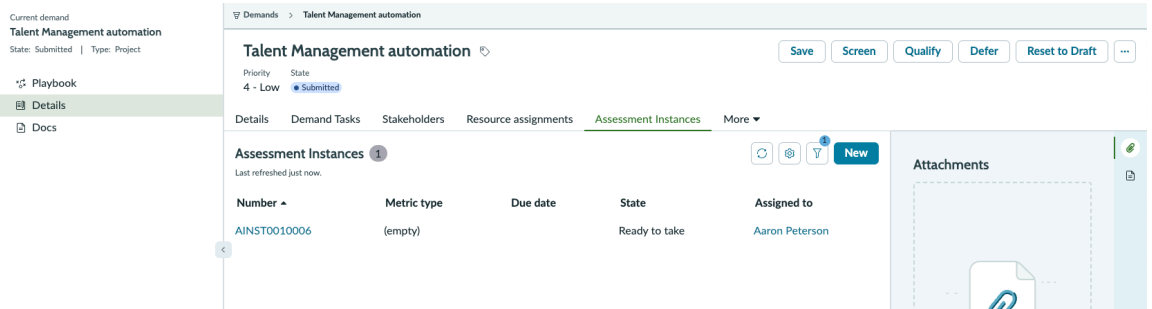 Current demand
Talent Management automation
State: Submitted | Type: Project
Playbook
Details
Docs
Demands > Talent Management automation
Talent Management automation
Save Screen Qualify Defer Reset to Draft ...
Priority State
4 - Low Submitted
Details Demand Tasks Stakeholders Resource assignments Assessment Instances More
Assessment Instances 1
1
New
Last refreshed just now.
Number Metric type Due date State Assigned to
AINST0010006 (empty) Ready to take Aaron Peterson
Attachments